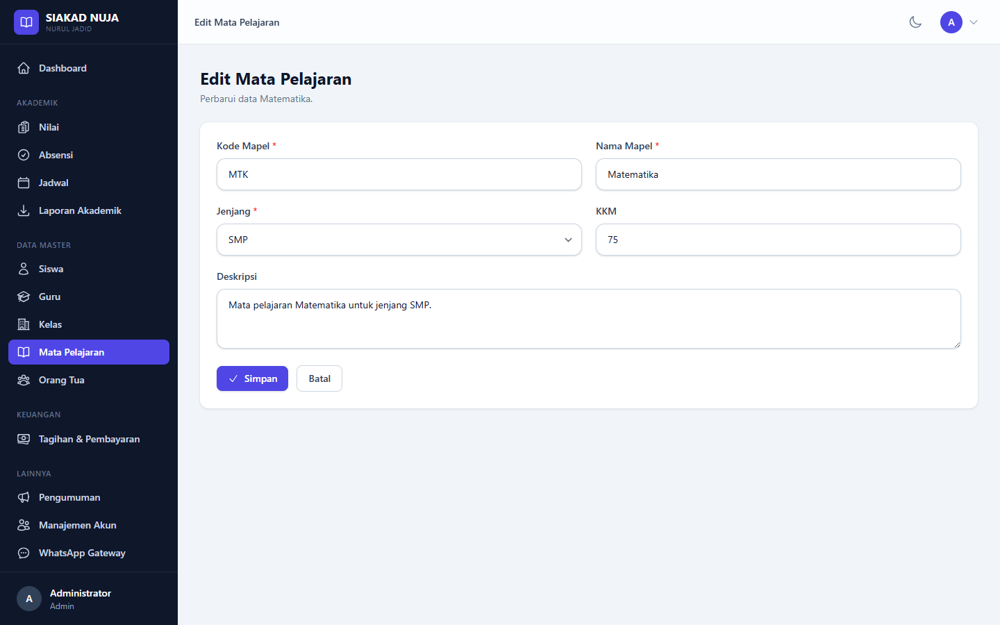 SIAKAD NUJA
NURUL JADID
Dashboard
AKADEMIK
Nilai
Absensi
Jadwal
Laporan Akademik
DATA MASTER
Siswa
Guru
Kelas
Mata Pelajaran
Orang Tua
KEUANGAN
Tagihan & Pembayaran
LAINNYA
Pengumuman
Manajemen Akun
WhatsApp Gateway
A
Administrator
Admin
Edit Mata Pelajaran
A
Edit Mata Pelajaran
Perbarui data Matematika.
Kode Mapel *
MTK
Nama Mapel *
Matematika
Jenjang *
SMP
KKM
75
Deskripsi
Mata pelajaran Matematika untuk jenjang SMP.
Simpan
Batal